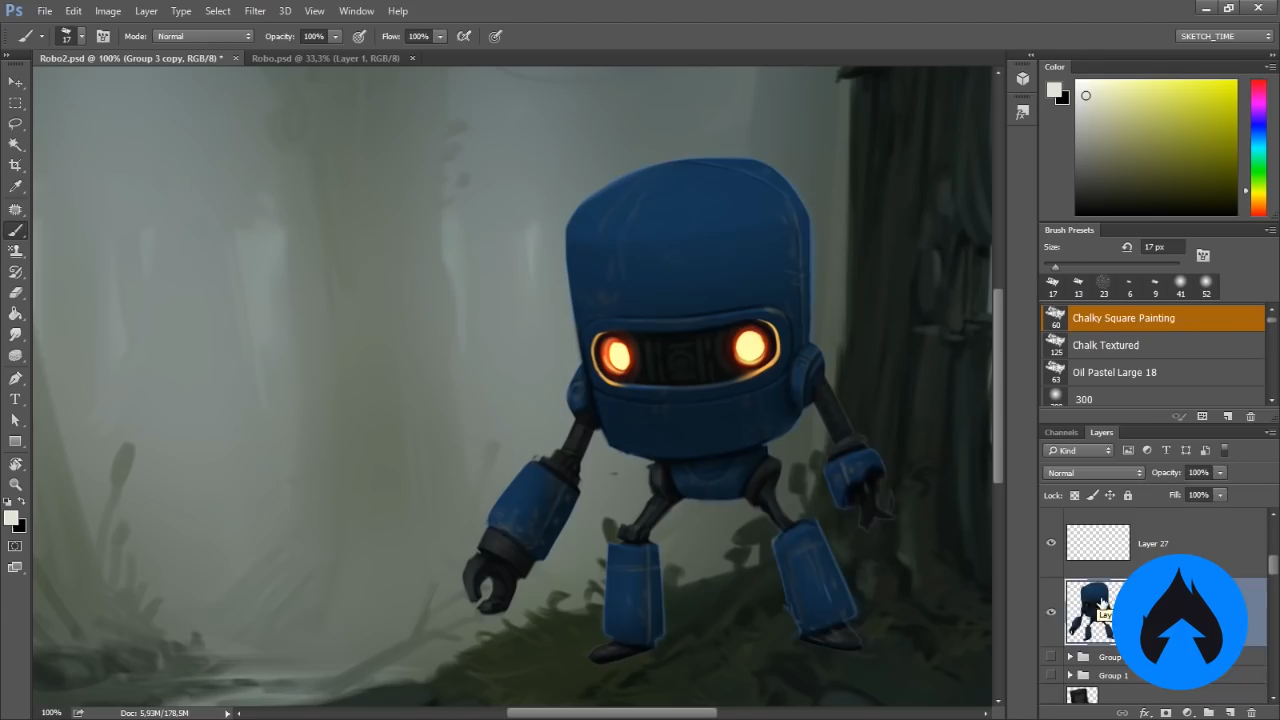 Ps File Edit Image Layer Type Select Filter 3D View Window Help
17 Mode: Normal Opacity: 100% Flow: 100% SKETCH_TIME
Robo2.psd @ 100% (Group 3 copy, RGB/8) * × Robo.psd @ 33,3% (Layer 1, RGB/8) ×
Color
Brush Presets
Size: 17 px
17 13 23 6 9 41 52
Chalky Square Painting
60
Chalk Textured
125
Oil Pastel Large 18
63
300
Channels Layers
Kind
Normal Opacity: 100%
Lock: Fill: 100%
Layer 27
Lay
Group
Group 1
100% Doc: 5,93M/178,5M